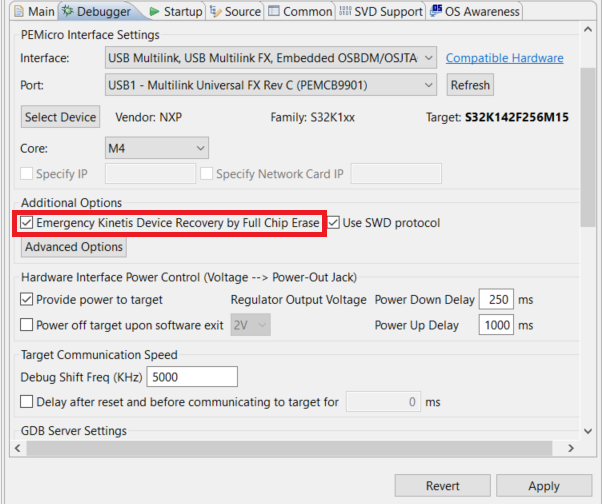 Main Debugger Startup Source Common SVD Support OS Awareness
PEMicro Interface Settings
Interface: USB Multilink, USB Multilink FX, Embedded OSBDM/OSJTA Compatible Hardware
Port: USB1 - Multilink Universal FX Rev C (PEMCB9901) Refresh
Select Device Vendor: NXP Family: S32K1xx Target: S32K142F256M15
Core: M4
Specify IP Specify Network Card IP
Additional Options
Emergency Kinetis Device Recovery by Full Chip Erase Use SWD protocol
Advanced Options
Hardware Interface Power Control (Voltage --> Power-Out Jack)
Provide power to target Regulator Output Voltage Power Down Delay 250 ms
Power off target upon software exit 2V Power Up Delay 1000 ms
Target Communication Speed
Debug Shift Freq (KHz) 5000
Delay after reset and before communicating to target for 0 ms
GDB Server Settings
Revert Apply